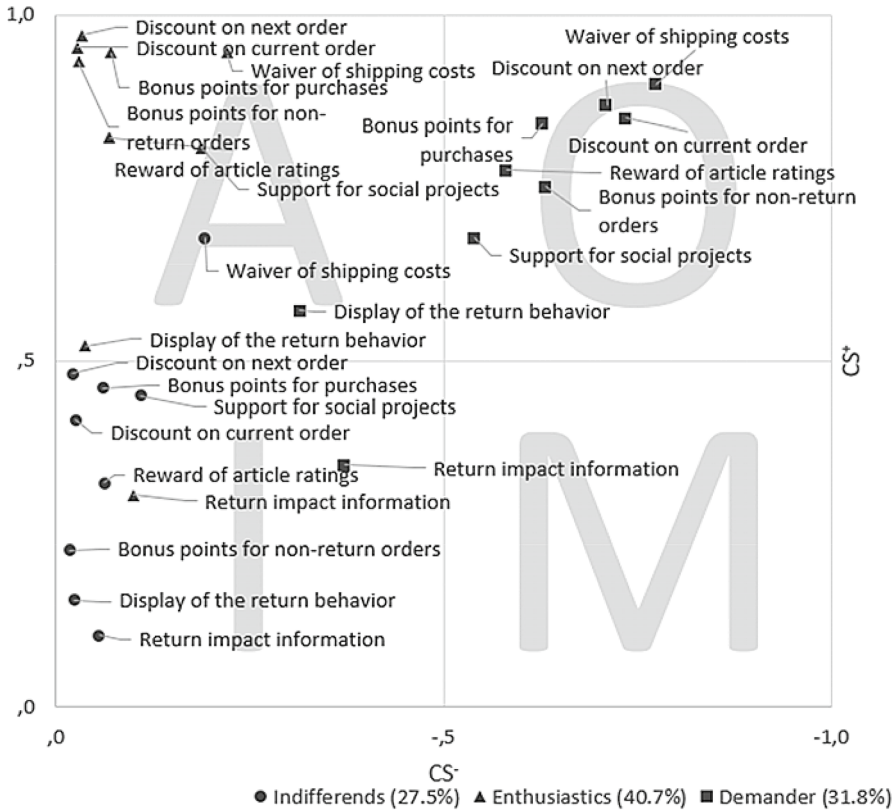 1,0
Discount on next order
Discount on current order
Waiver of shipping costs
Bonus points for purchases
Bonus points for non-
return orders
Reward of article ratings
Support for social projects
Waiver of shipping costs
Discount on next order
Bonus points for
purchases
Discount on current order
Reward of article ratings
Bonus points for non-return
orders
Support for social projects
A
O
Waiver of shipping costs
Display of the return behavior
Display of the return behavior
,5
Discount on next order
Bonus points for purchases
Support for social projects
Discount on current order
Reward of article ratings
Return impact information
Return impact information
Bonus points for non-return orders
Display of the return behavior
Return impact information
I
M
CS⁺
,0
,0
-,5
-1,0
CS⁻
Indifferends (27.5%) Enthusiastics (40.7%) Demander (31.8%)